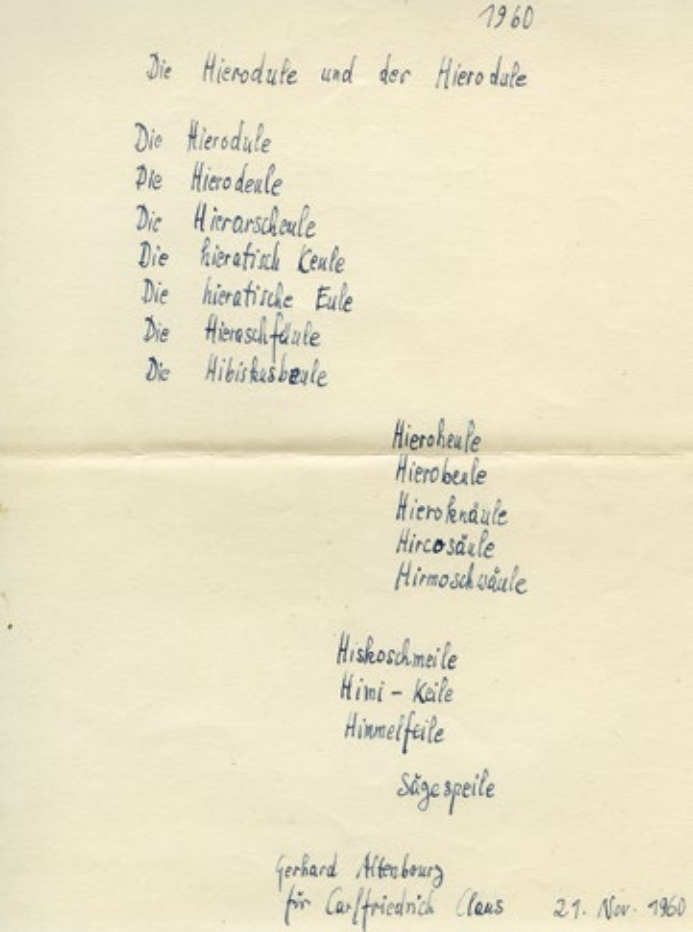 1960
Die Hierodule und der Hierodule
Die Hierodule
Die Hierodeule
Die Hierarscheule
Die hieratisch Keule
Die hieratische Eule
Die Hieraschfäule
Die Hibiskusbeule
Hieroheule
Hierobeule
Hieroknäule
Hircosäule
Hirmoschwäule
Hiskoschmeile
Himi - Keile
Himmelfeile
Sägespeile
Gerhard Altenbourg
für Carlfriedrich Claus 21. Nov. 1960